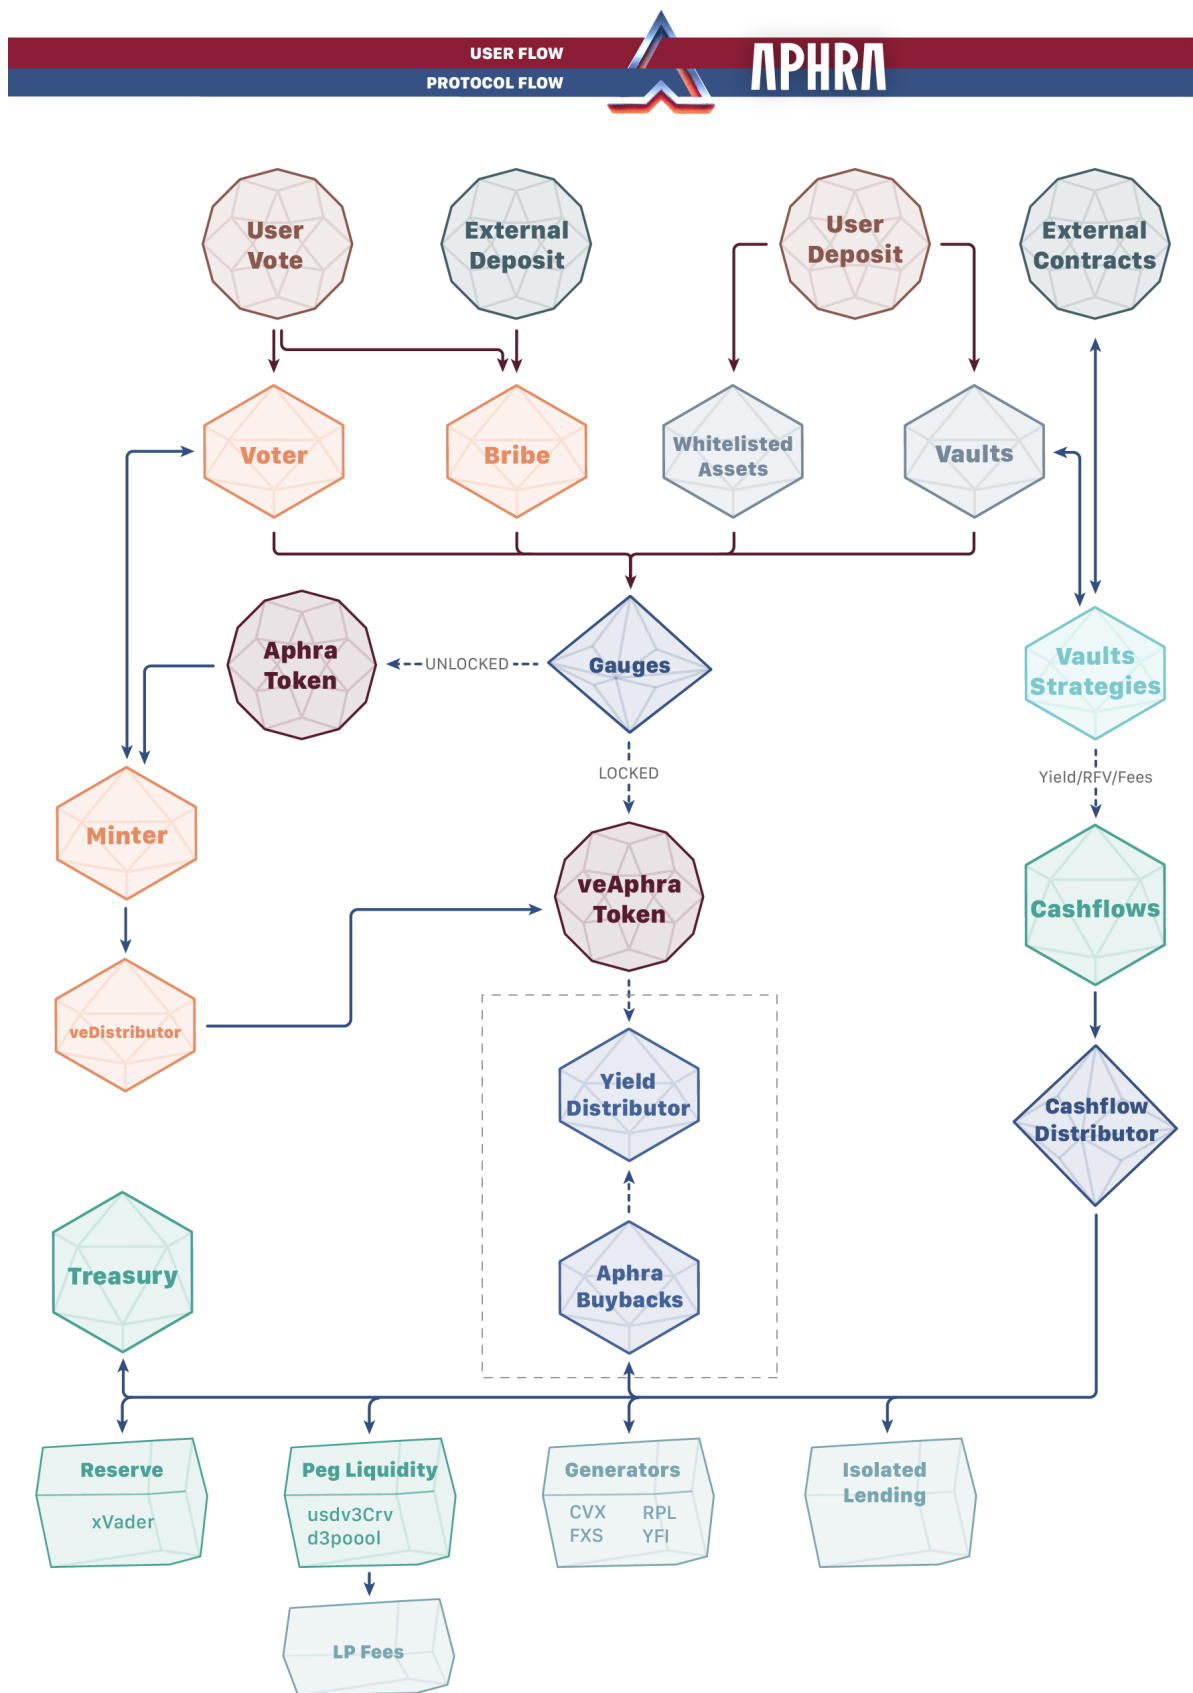 USER FLOW
PROTOCOL FLOW
APHRA
User
Vote
External
Deposit
User
Deposit
External
Contracts
Voter
Bribe
Whitelisted
Assets
Vaults
Aphra
Token
UNLOCKED
Gauges
Vaults
Strategies
LOCKED
Yield/RFV/Fees
Minter
veAphra
Token
Cashflows
veDistributor
Yield
Distributor
Cashflow
Distributor
Treasury
Aphra
Buybacks
Reserve
xVader
Peg Liquidity
usdv3Crv
d3poool
Generators
CVX RPL
FXS YFI
Isolated
Lending
LP Fees